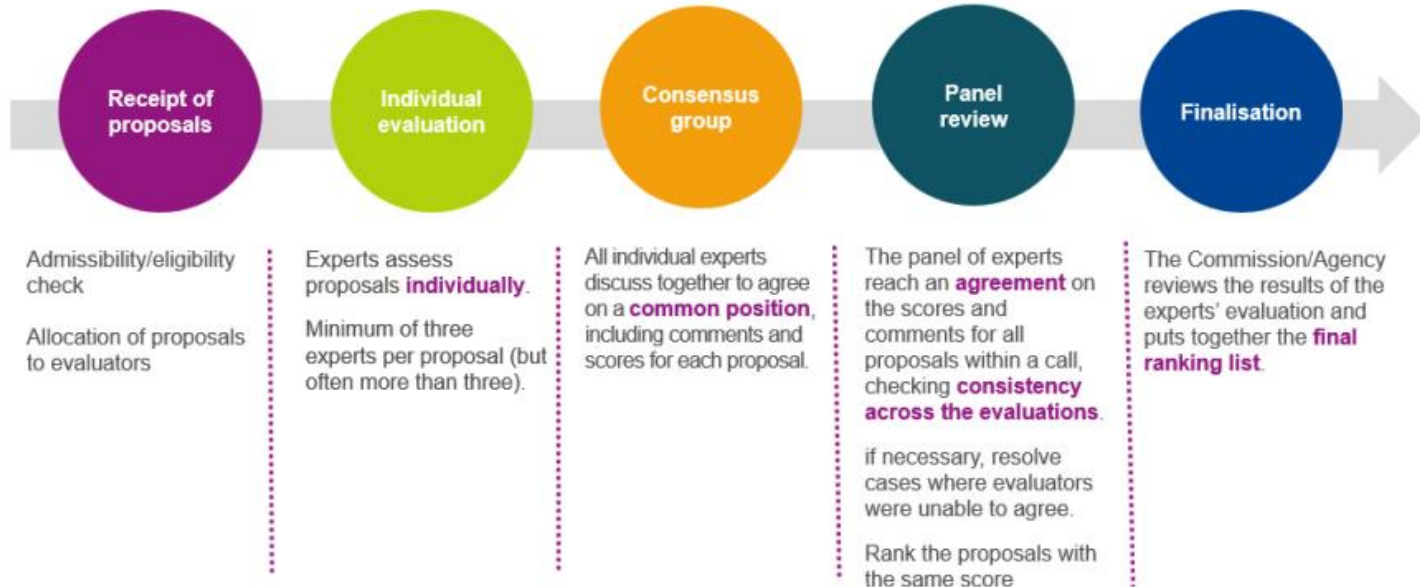 Receipt of
proposals
Individual
evaluation
Consensus
group
Panel
review
Finalisation
Admissibility/eligibility
check
Allocation of proposals
to evaluators
Experts assess
proposals individually.
Minimum of three
experts per proposal (but
often more than three).
All individual experts
discuss together to agree
on a common position,
including comments and
scores for each proposal.
The panel of experts
reach an agreement on
the scores and
comments for all
proposals within a call,
checking consistency
across the evaluations.
if necessary, resolve
cases where evaluators
were unable to agree.
Rank the proposals with
the same score
The Commission/Agency
reviews the results of the
experts' evaluation and
puts together the final
ranking list.